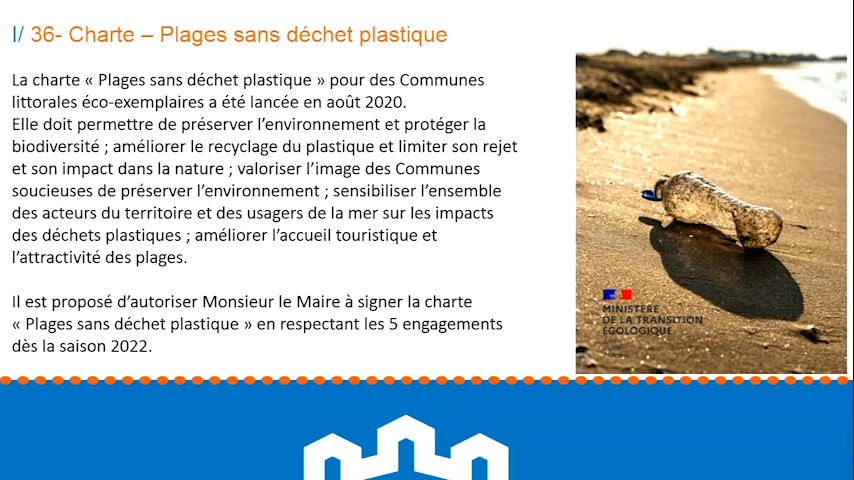 I/ 36- Charte – Plages sans déchet plastique
La charte « Plages sans déchet plastique » pour des Communes
littorales éco-exemplaires a été lancée en août 2020.
Elle doit permettre de préserver l'environnement et protéger la
biodiversité ; améliorer le recyclage du plastique et limiter son rejet
et son impact dans la nature ; valoriser l'image des Communes
soucieuses de préserver l'environnement ; sensibiliser l'ensemble
des acteurs du territoire et des usagers de la mer sur les impacts
des déchets plastiques ; améliorer l'accueil touristique et
l'attractivité des plages.
Il est proposé d'autoriser Monsieur le Maire à signer la charte
« Plages sans déchet plastique » en respectant les 5 engagements
dès la saison 2022.
MINISTÈRE
DE LA TRANSITION
ÉCOLOGIQUE